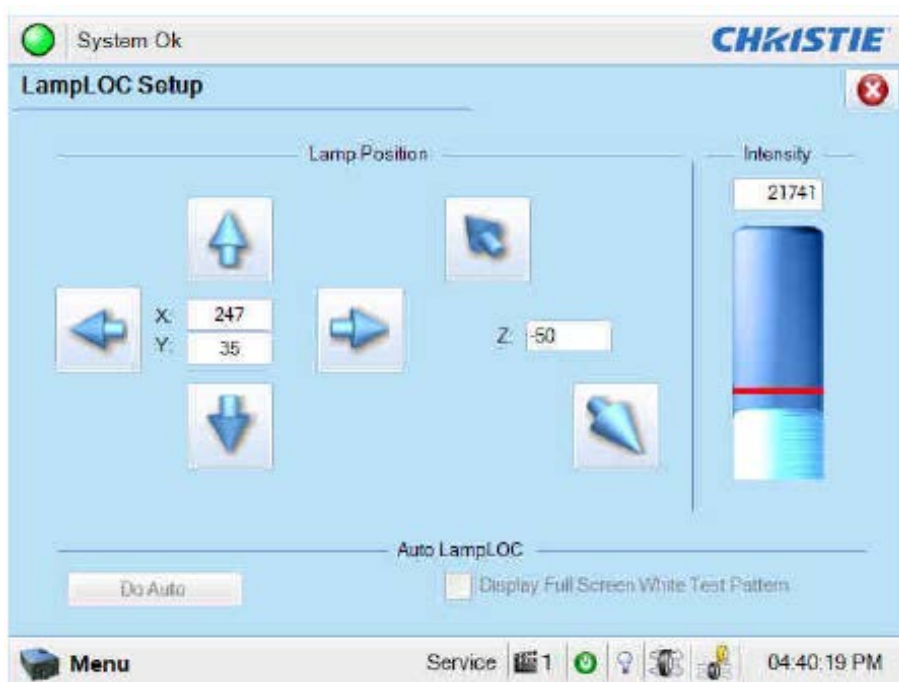 System Ok
CHRISTIE
LampLOC Setup
Lamp Position
Intensity
21741
X: 247
Y: 35
Z: -50
Auto LampLOC
Do Auto
Display Full Screen White Test Pattern
Menu
Service
1
04:40:19 PM